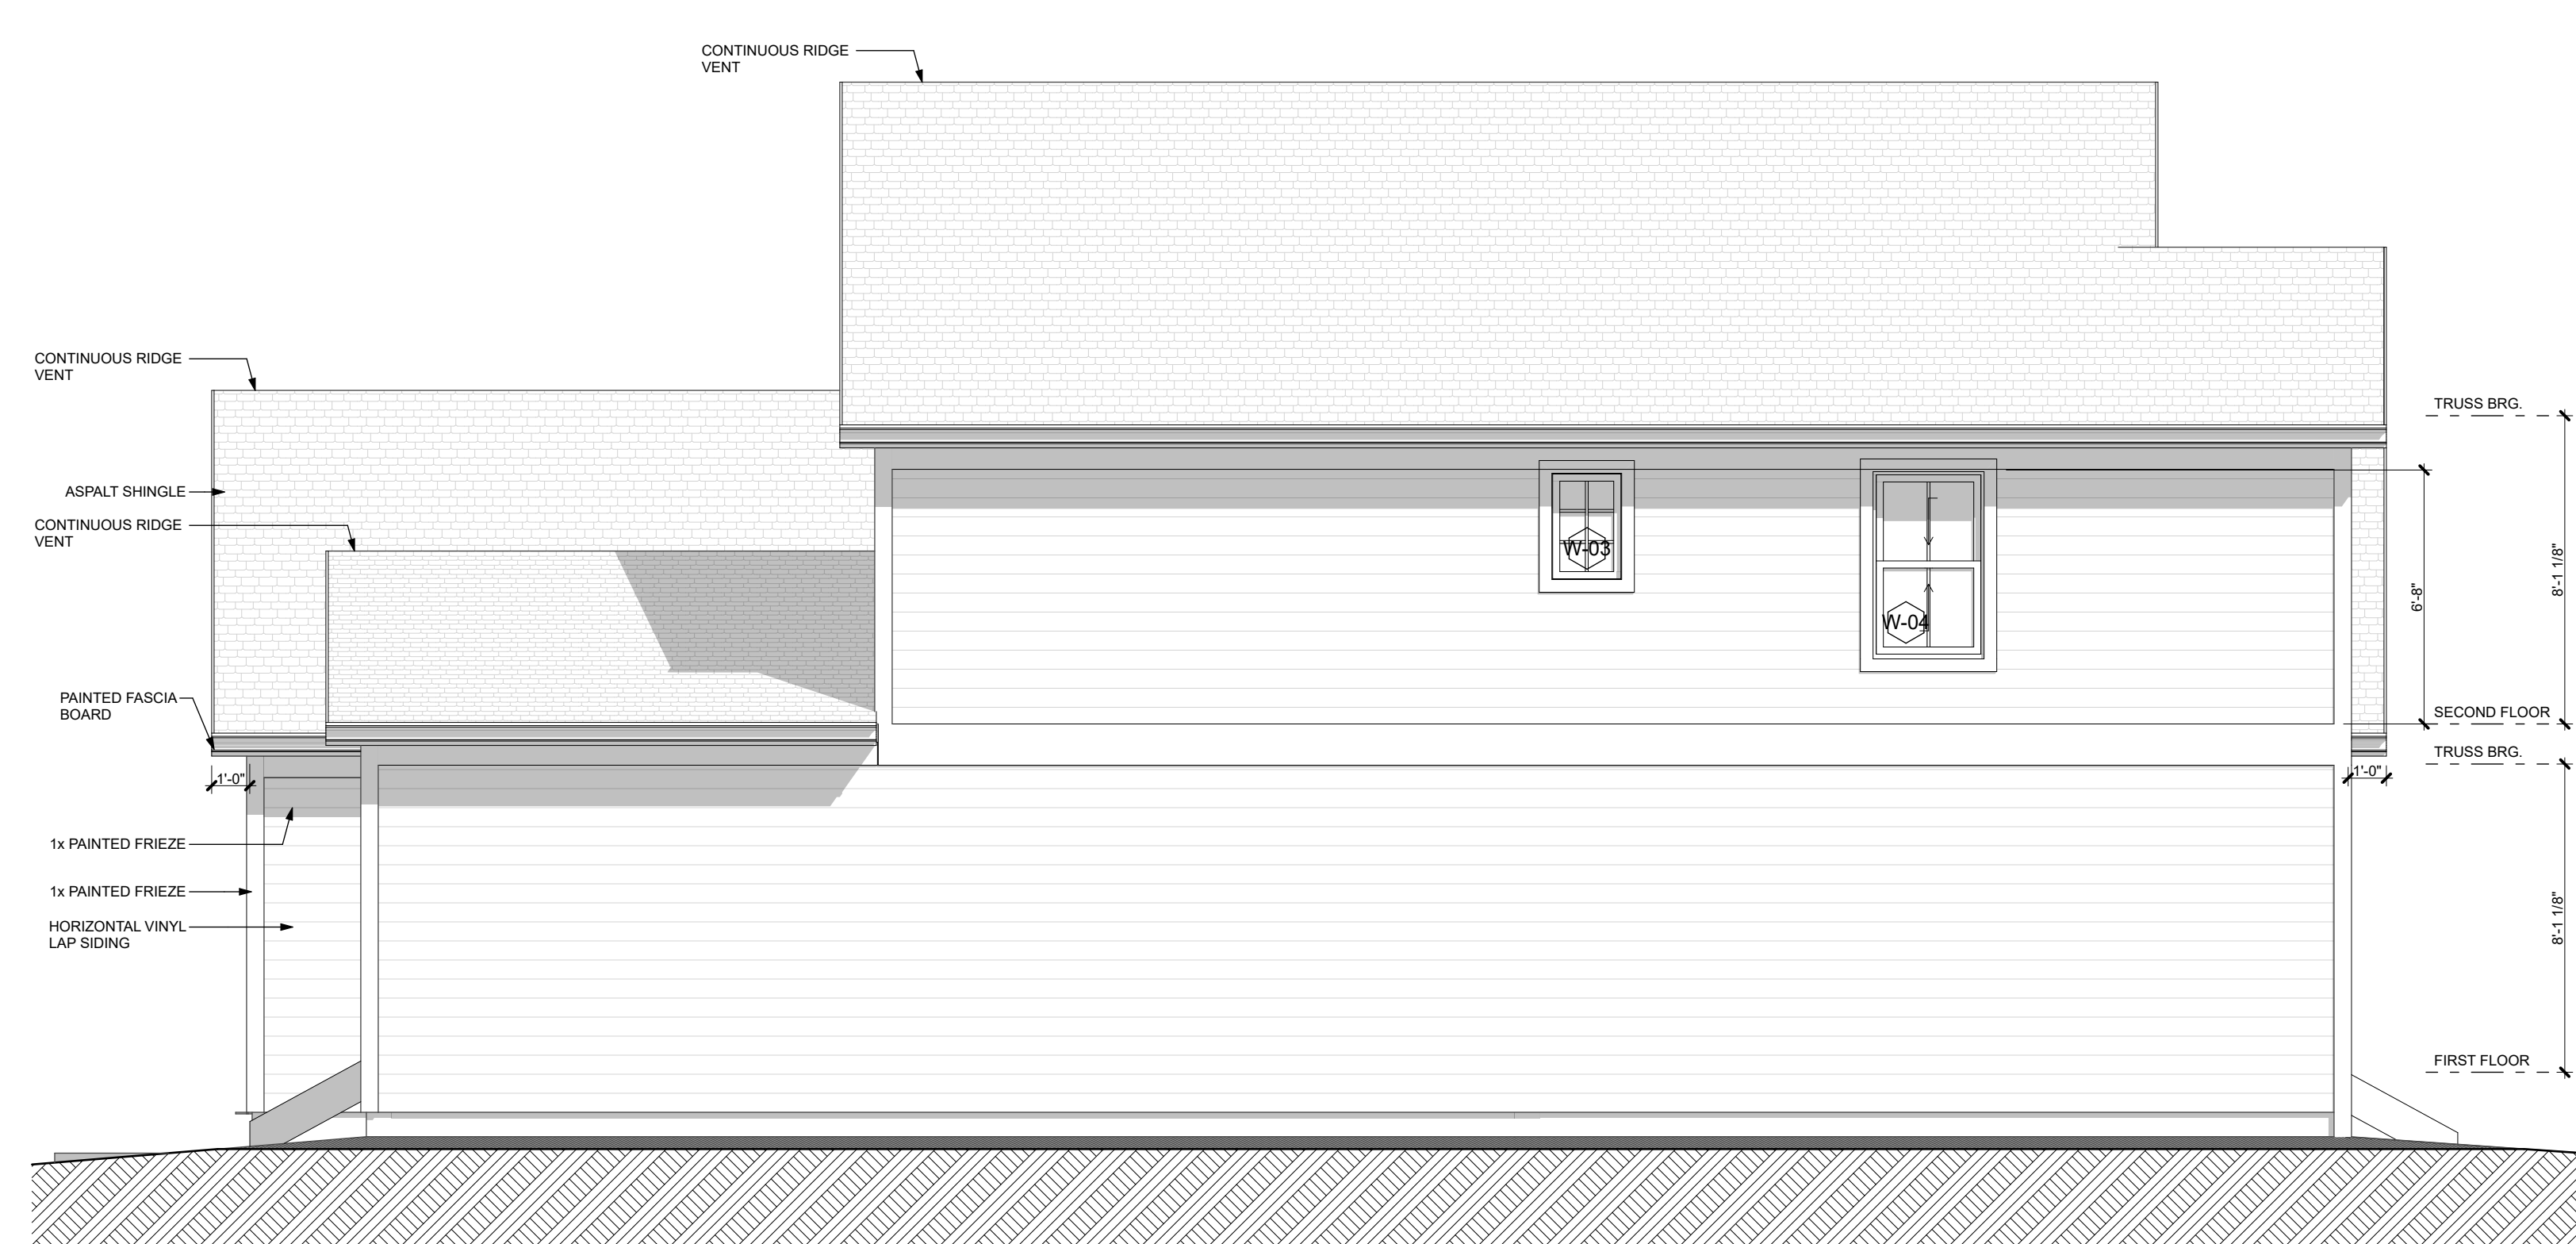 CONTINUOUS RIDGE
VENT
CONTINUOUS RIDGE
VENT
TRUSS BRG.
ASPALT SHINGLE
CONTINUOUS RIDGE
VENT
W-03
8'-1 1/8"
6'-8"
W-04
PAINTED FASCIA
BOARD
SECOND FLOOR
TRUSS BRG.
1'-0"
1'-0"
1x PAINTED FRIEZE
1x PAINTED FRIEZE
8'-1 1/8"
HORIZONTAL VINYL
LAP SIDING
FIRST FLOOR